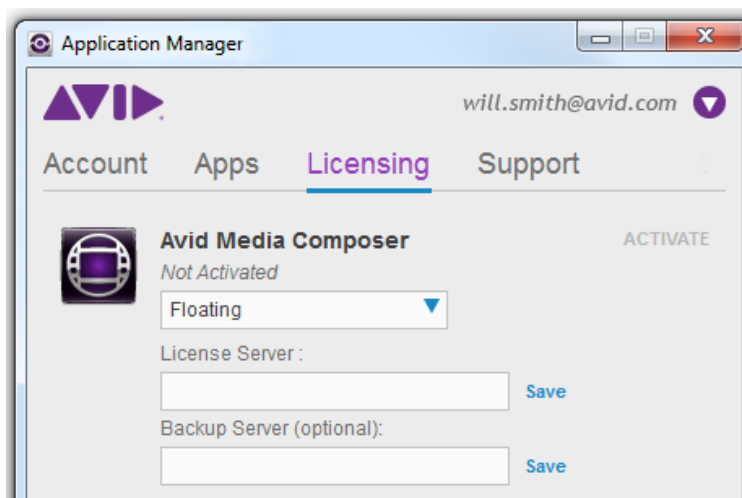 Application Manager
AVID
will.smith@avid.com
Account Apps Licensing Support
Avid Media Composer
ACTIVATE
Not Activated
Floating
License Server :
Save
Backup Server (optional):
Save